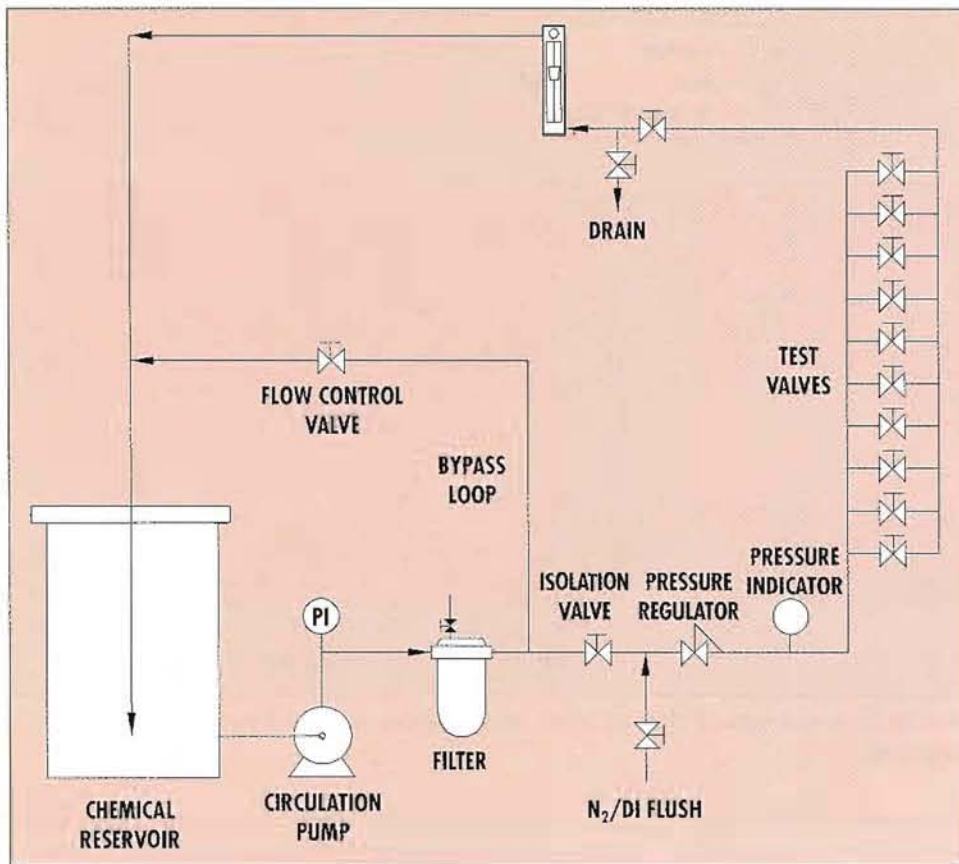 DRAIN
TEST
VALVES
FLOW CONTROL
VALVE
BYPASS
LOOP
ISOLATION
VALVE
PRESSURE
REGULATOR
PRESSURE
INDICATOR
PI
FILTER
CHEMICAL
RESERVOIR
CIRCULATION
PUMP
N₂/DI FLUSH